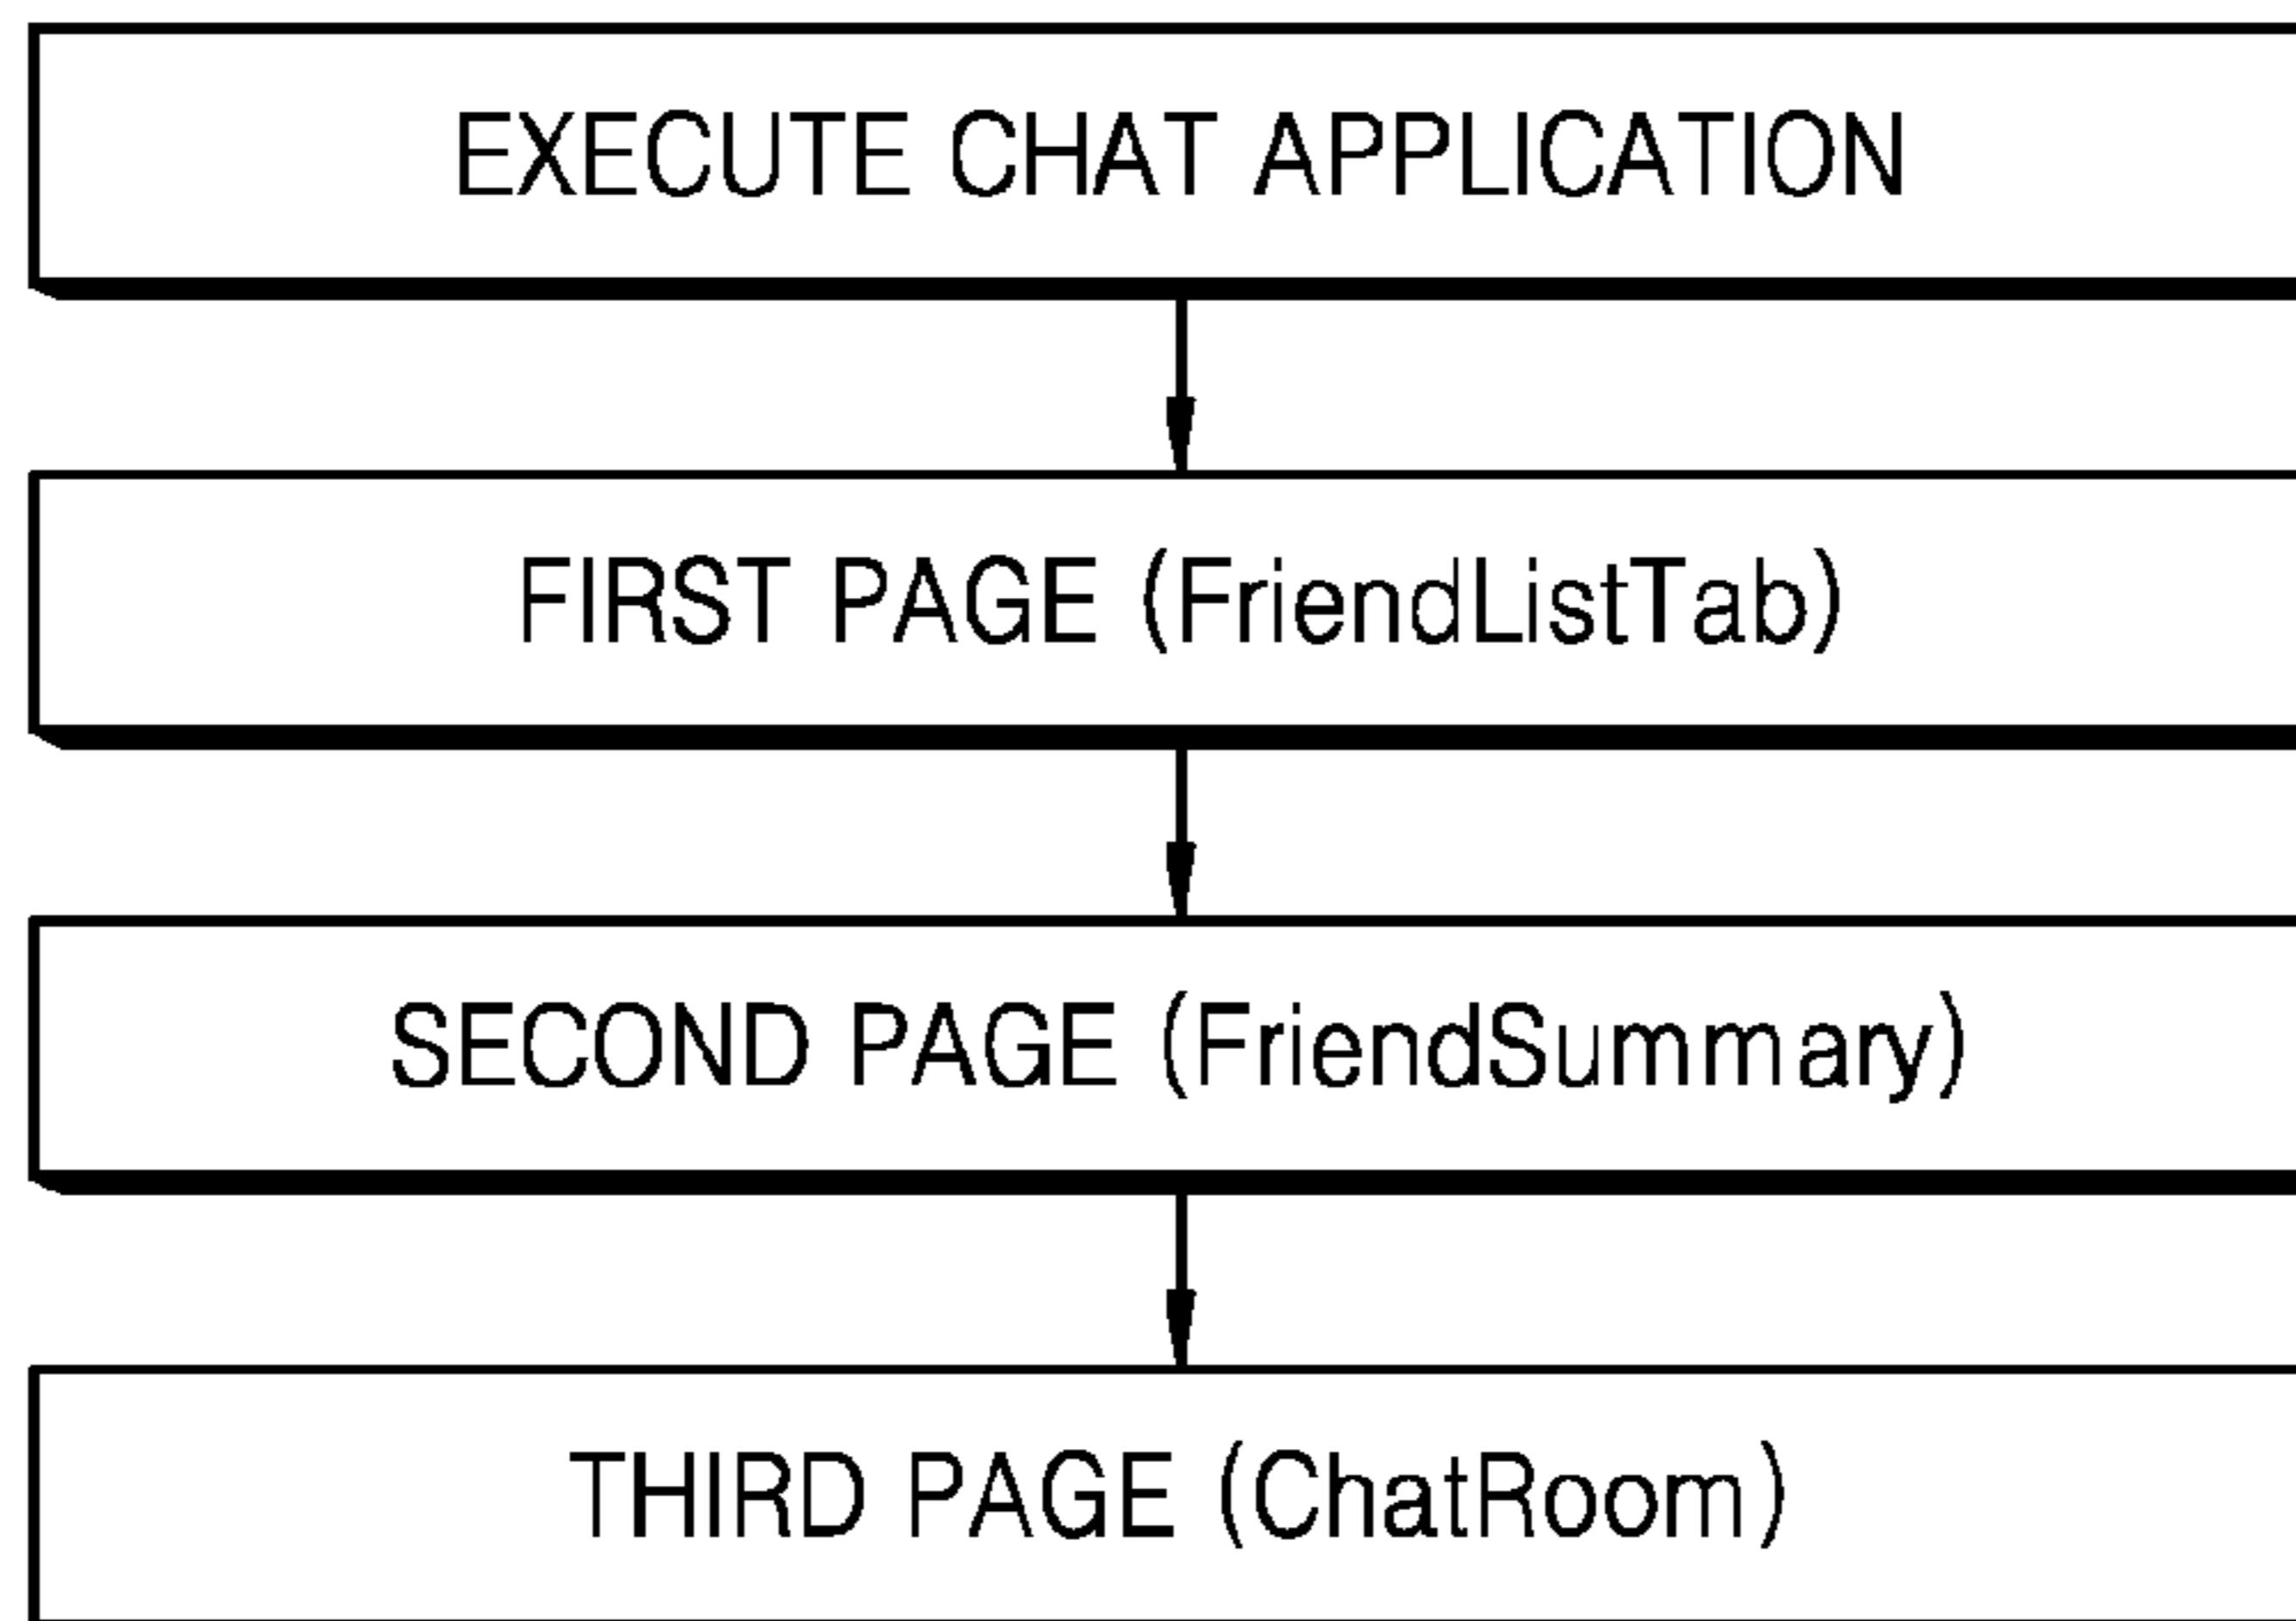 EXECUTE CHAT APPLICATION
FIRST PAGE (FriendListTab)
SECOND PAGE (FriendSummary)
THIRD PAGE (ChatRoom)